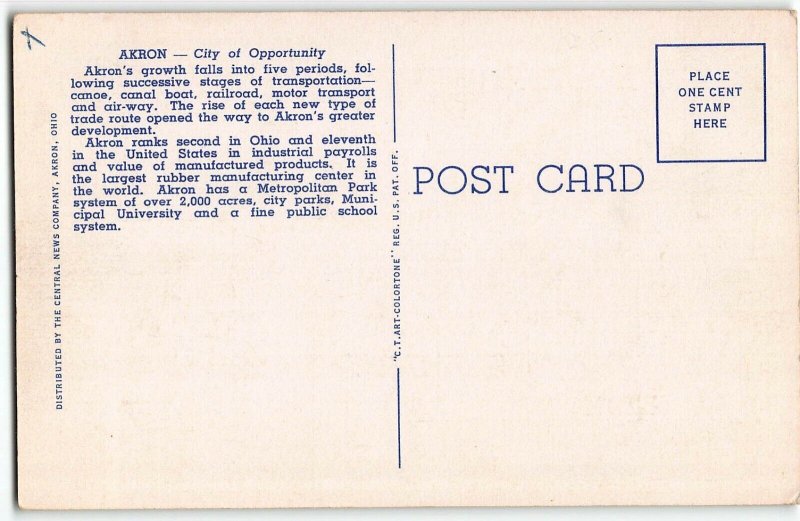 AKRON — City of Opportunity
Akron's growth falls into five periods, fol-
lowing successive stages of transportation—
canoe, canal boat, railroad, motor transport
and air-way. The rise of each new type of
trade route opened the way to Akron's greater
development.
Akron ranks second in Ohio and eleventh
in the United States in industrial payrolls
and value of manufactured products. It is
the largest rubber manufacturing center in
the world. Akron has a Metropolitan Park
system of over 2,000 acres, city parks, Muni-
cipal University and a fine public school
system.
DISTRIBUTED BY THE CENTRAL NEWS COMPANY, AKRON, OHIO
"C.T.ART-COLORTONE" REG. U.S. PAT. OFF.
POST CARD
PLACE
ONE CENT
STAMP
HERE